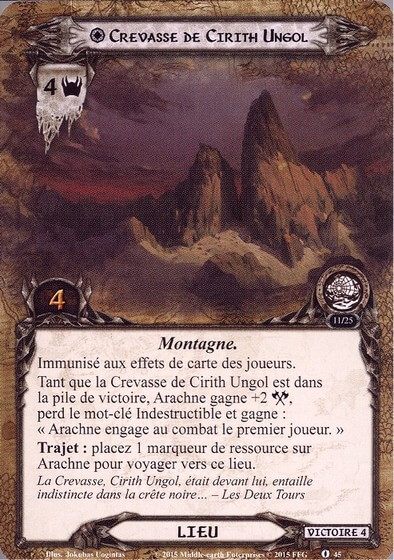 Crevasse de Cirith Ungol
4
4
11/25
Montagne.
Immunisé aux effets de carte des joueurs.
Tant que la Crevasse de Cirith Ungol est dans
la pile de victoire, Arachne gagne +2 ,
perd le mot-clé Indestructible et gagne :
« Arachne engage au combat le premier joueur. »
Trajet : placez 1 marqueur de ressource sur
Arachne pour voyager vers ce lieu.
La Crevasse, Cirith Ungol, était devant lui, entaille
indistincte dans la crête noire… – Les Deux Tours
LIEU
VICTOIRE 4
Illus. Jokubas Uogintas
© 2015 Middle-earth Enterprises © 2015 FFG
45